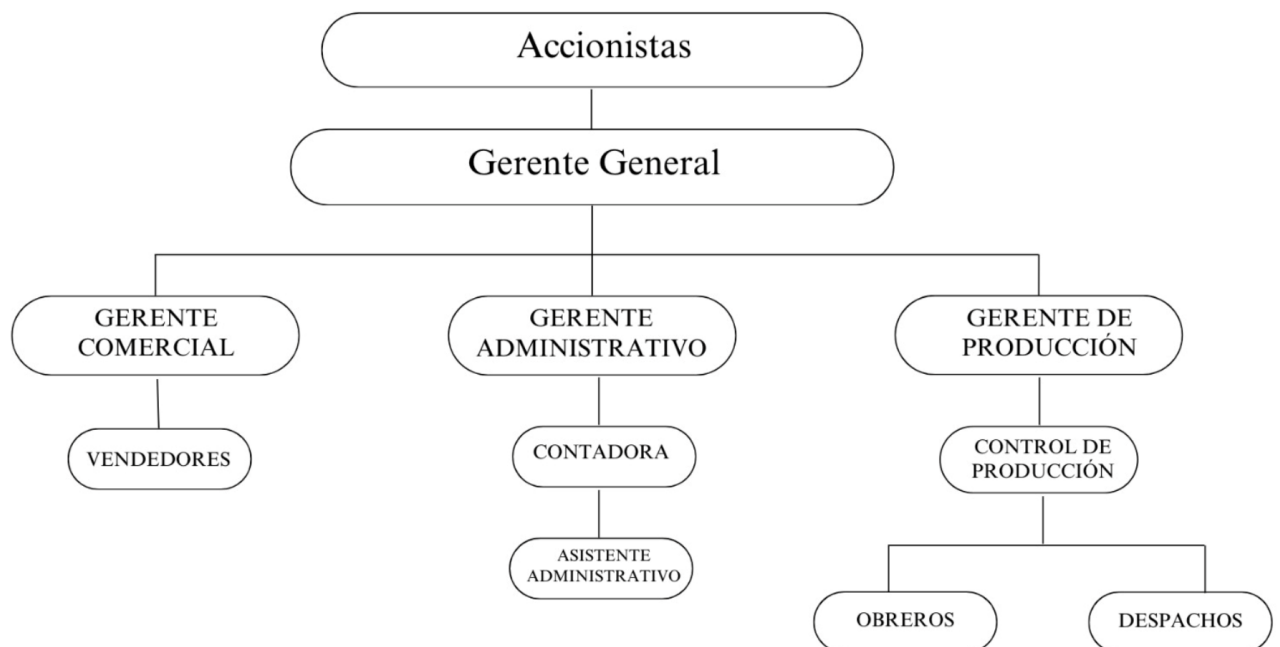 Accionistas
Gerente General
GERENTE
COMERCIAL
GERENTE
ADMINISTRATIVO
GERENTE DE
PRODUCCIÓN
VENDEDORES
CONTADORA
CONTROL DE
PRODUCCIÓN
ASISTENTE
ADMINISTRATIVO
OBREROS
DESPACHOS